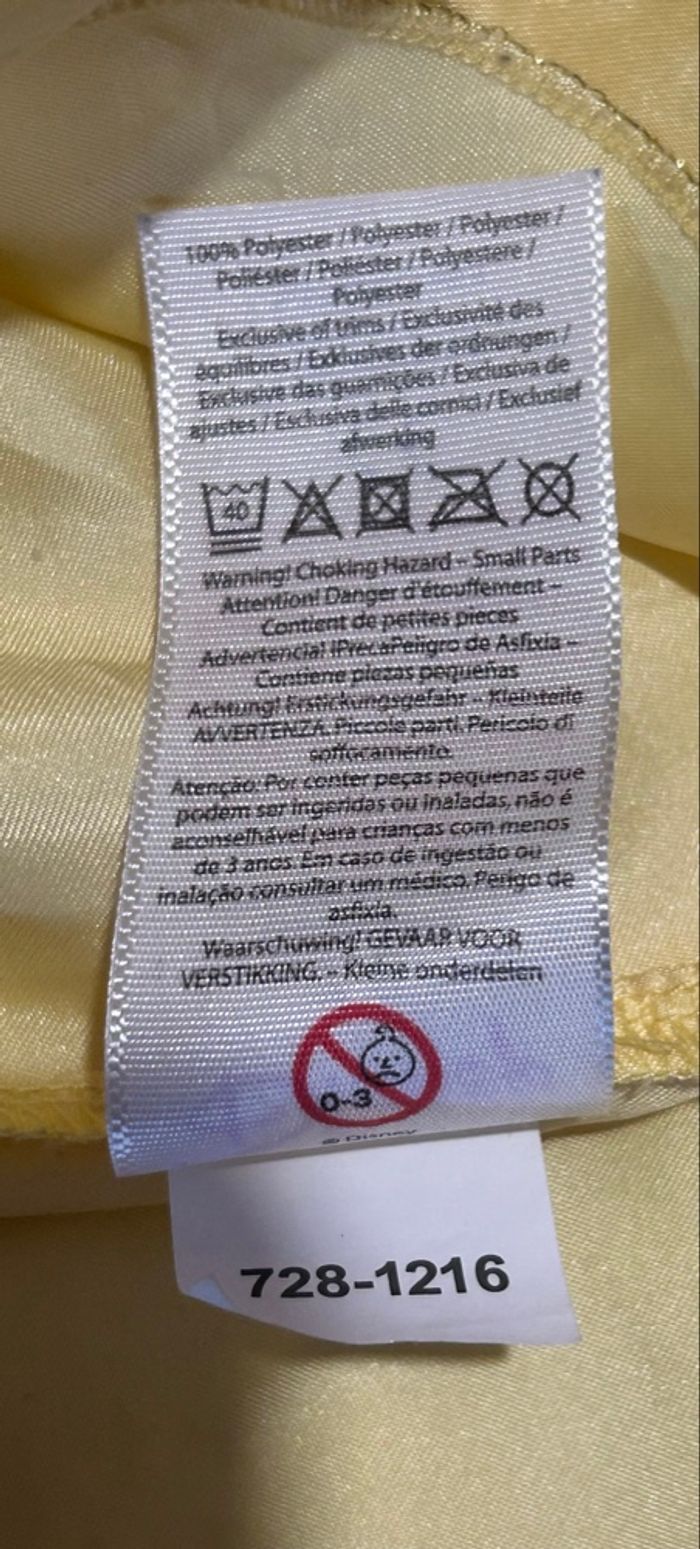 100% Polyester / Polyester / Polyester /
Poliéster / Poliéster / Polyestere /
Polyester
Exclusive of trims / Exclusivité des
équilibres / Exklusives der ordnungen /
Exclusive das guarnições / Exclusiva de
ajustes / Esclusiva delle cornici / Exclusief
afwerking
40
Warning! Choking Hazard – Small Parts
Attention! Danger d'étouffement –
Contient de petites pieces
Advertencia! IPrecaPeligro de Asfixia –
Contiene piezas pequeñas
Achtung! Erstickungsgefahr – Kleinteile
AVVERTENZA. Piccole parti. Pericolo di
soffocamento.
Atenção: Por conter peças pequenas que
podem ser ingeridas ou inaladas, não é
aconselhável para crianças com menos
de 3 anos. Em caso de ingestão ou
inalação consultar um médico. Perigo de
asfixia.
Waarschuwing! GEVAAR VOOR
VERSTIKKING. – Kleine onderdelen
0-3
© Disney
728-1216